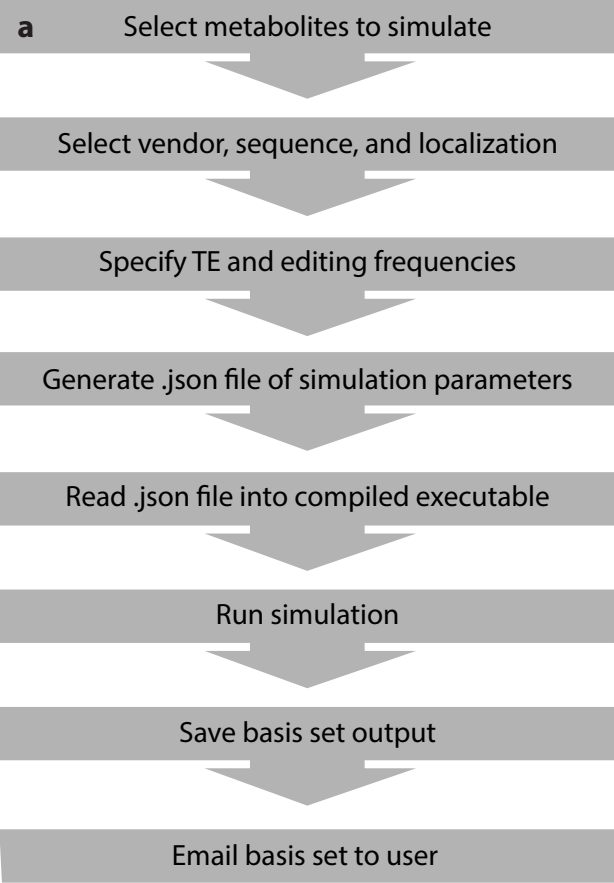 a Select metabolites to simulate
Select vendor, sequence, and localization
Specify TE and editing frequencies
Generate .json file of simulation parameters
Read .json file into compiled executable
Run simulation
Save basis set output
Email basis set to user